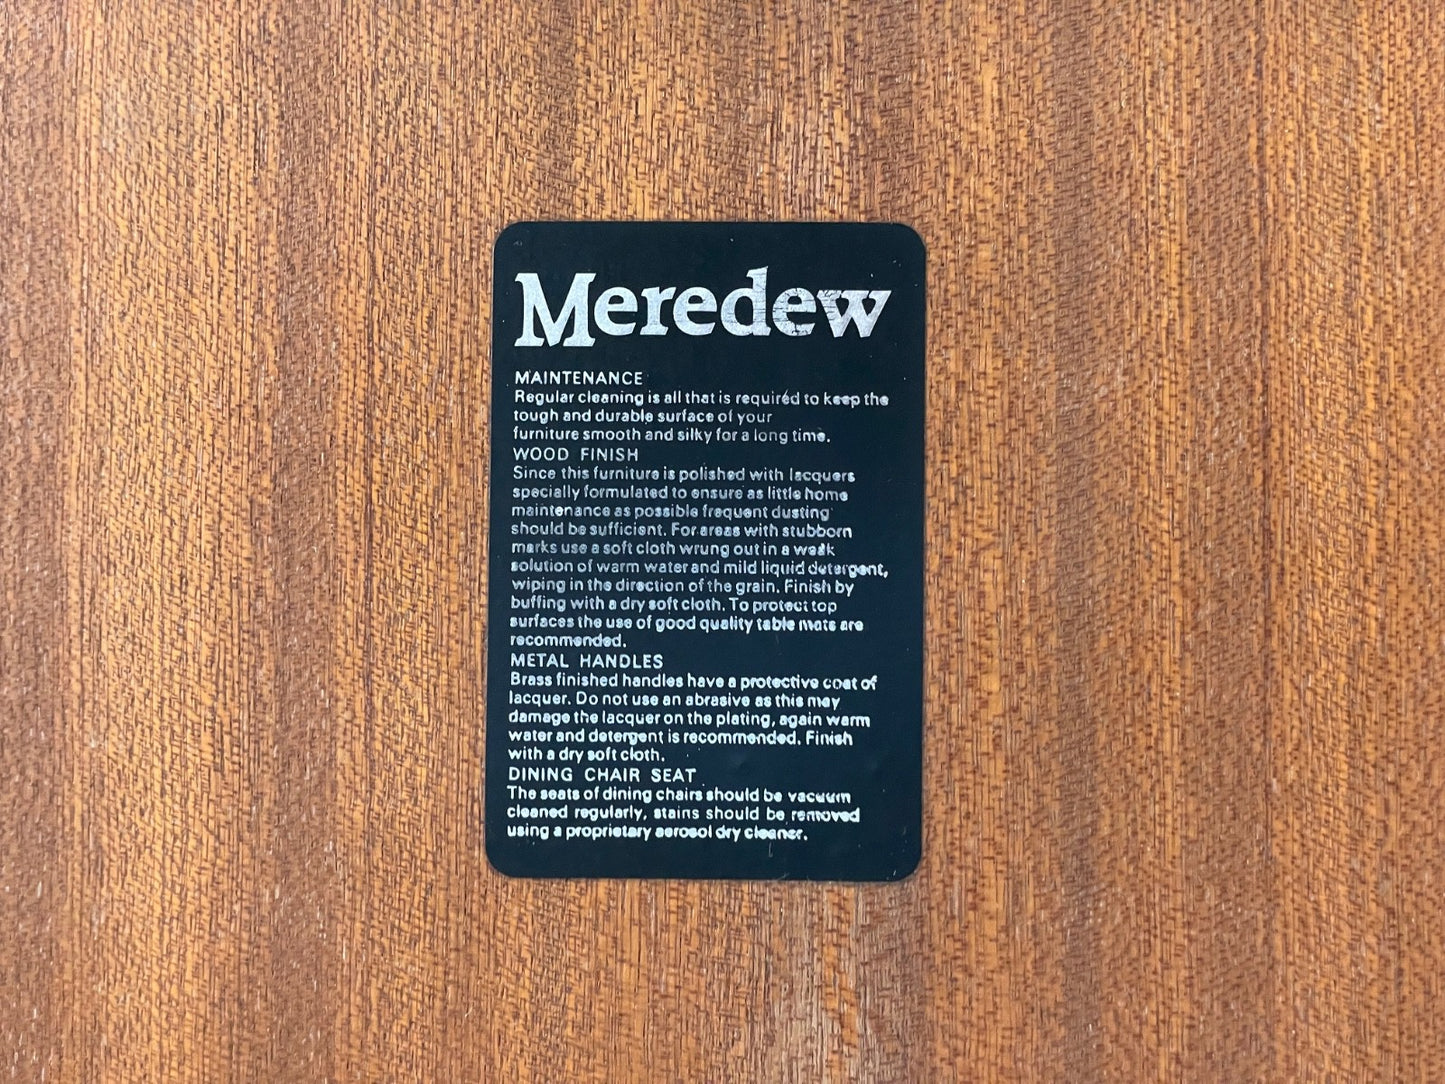 Meredew
MAINTENANCE
Regular cleaning is all that is required to keep the
tough and durable surface of your
furniture smooth and silky for a long time.
WOOD FINISH
Since this furniture is polished with lacquers
specially formulated to ensure as little home
maintenance as possible frequent dusting
should be sufficient. For areas with stubborn
marks use a soft cloth wrung out in a weak
solution of warm water and mild liquid detergent,
wiping in the direction of the grain. Finish by
buffing with a dry soft cloth. To protect top
surfaces the use of good quality table mats are
recommended.
METAL HANDLES
Brass finished handles have a protective coat of
lacquer. Do not use an abrasive as this may
damage the lacquer on the plating, again warm
water and detergent is recommended. Finish
with a dry soft cloth.
DINING CHAIR SEAT
The seats of dining chairs should be vacuum
cleaned regularly, stains should be removed
using a proprietary aerosol dry cleaner.